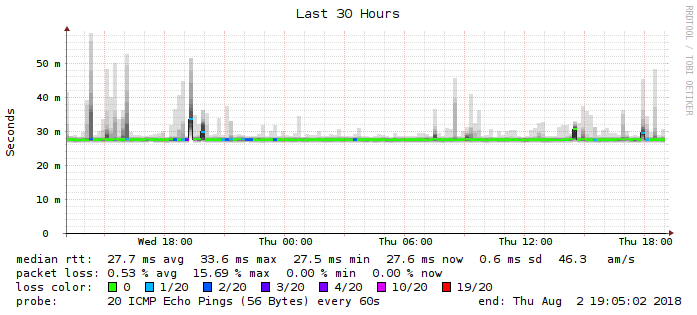 Last 30 Hours
RRDTOOL / TOBI OETIKER
Seconds
50 m
40 m
30 m
20 m
10 m
0
Wed 18:00 Thu 00:00 Thu 06:00 Thu 12:00 Thu 18:00
median rtt: 27.7 ms avg 33.6 ms max 27.5 ms min 27.6 ms now 0.6 ms sd 46.3 am/s
packet loss: 0.53 % avg 15.69 % max 0.00 % min 0.00 % now
loss color: 0 1/20 2/20 3/20 4/20 10/20 19/20
probe: 20 ICMP Echo Pings (56 Bytes) every 60s end: Thu Aug 2 19:05:02 2018